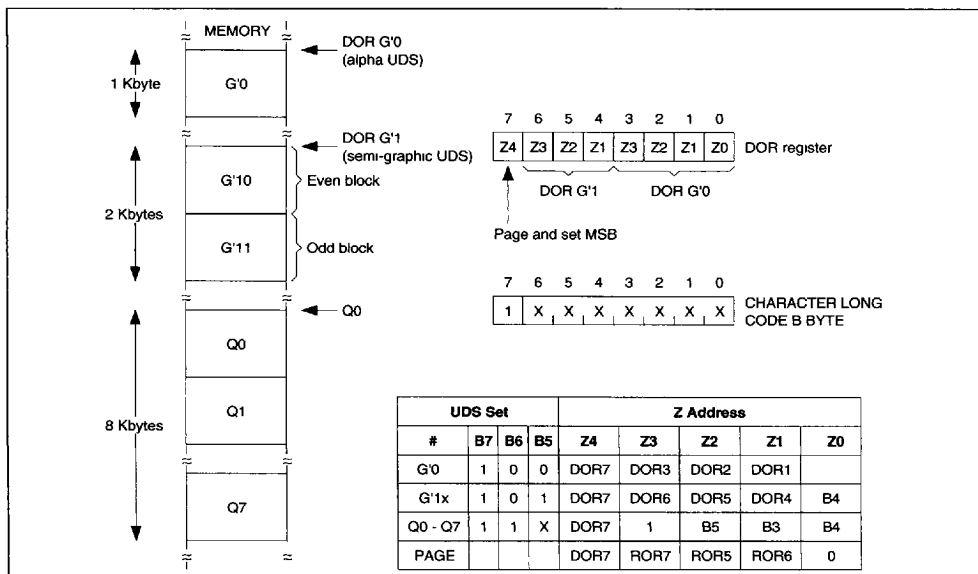 MEMORY
DOR G'0
(alpha UDS)
1 Kbyte
G'0
DOR G'1
(semi-graphic UDS)
2 Kbytes
G'10
Even block
G'11
Odd block
7 6 5 4 3 2 1 0
Z4 Z3 Z2 Z1 Z3 Z2 Z1 Z0 DOR register
DOR G'1 DOR G'0
Page and set MSB
7 6 5 4 3 2 1 0
1 X X X X X X X
CHARACTER LONG
CODE B BYTE
Q0
Q0
Q1
8 Kbytes
Q7
UDS Set Z Address
# B7 B6 B5 Z4 Z3 Z2 Z1 Z0
G'0 1 0 0 DOR7 DOR3 DOR2 DOR1
G'1x 1 0 1 DOR7 DOR6 DOR5 DOR4 B4
Q0 - Q7 1 1 X DOR7 1 B5 B3 B4
PAGE DOR7 ROR7 ROR5 ROR6 0